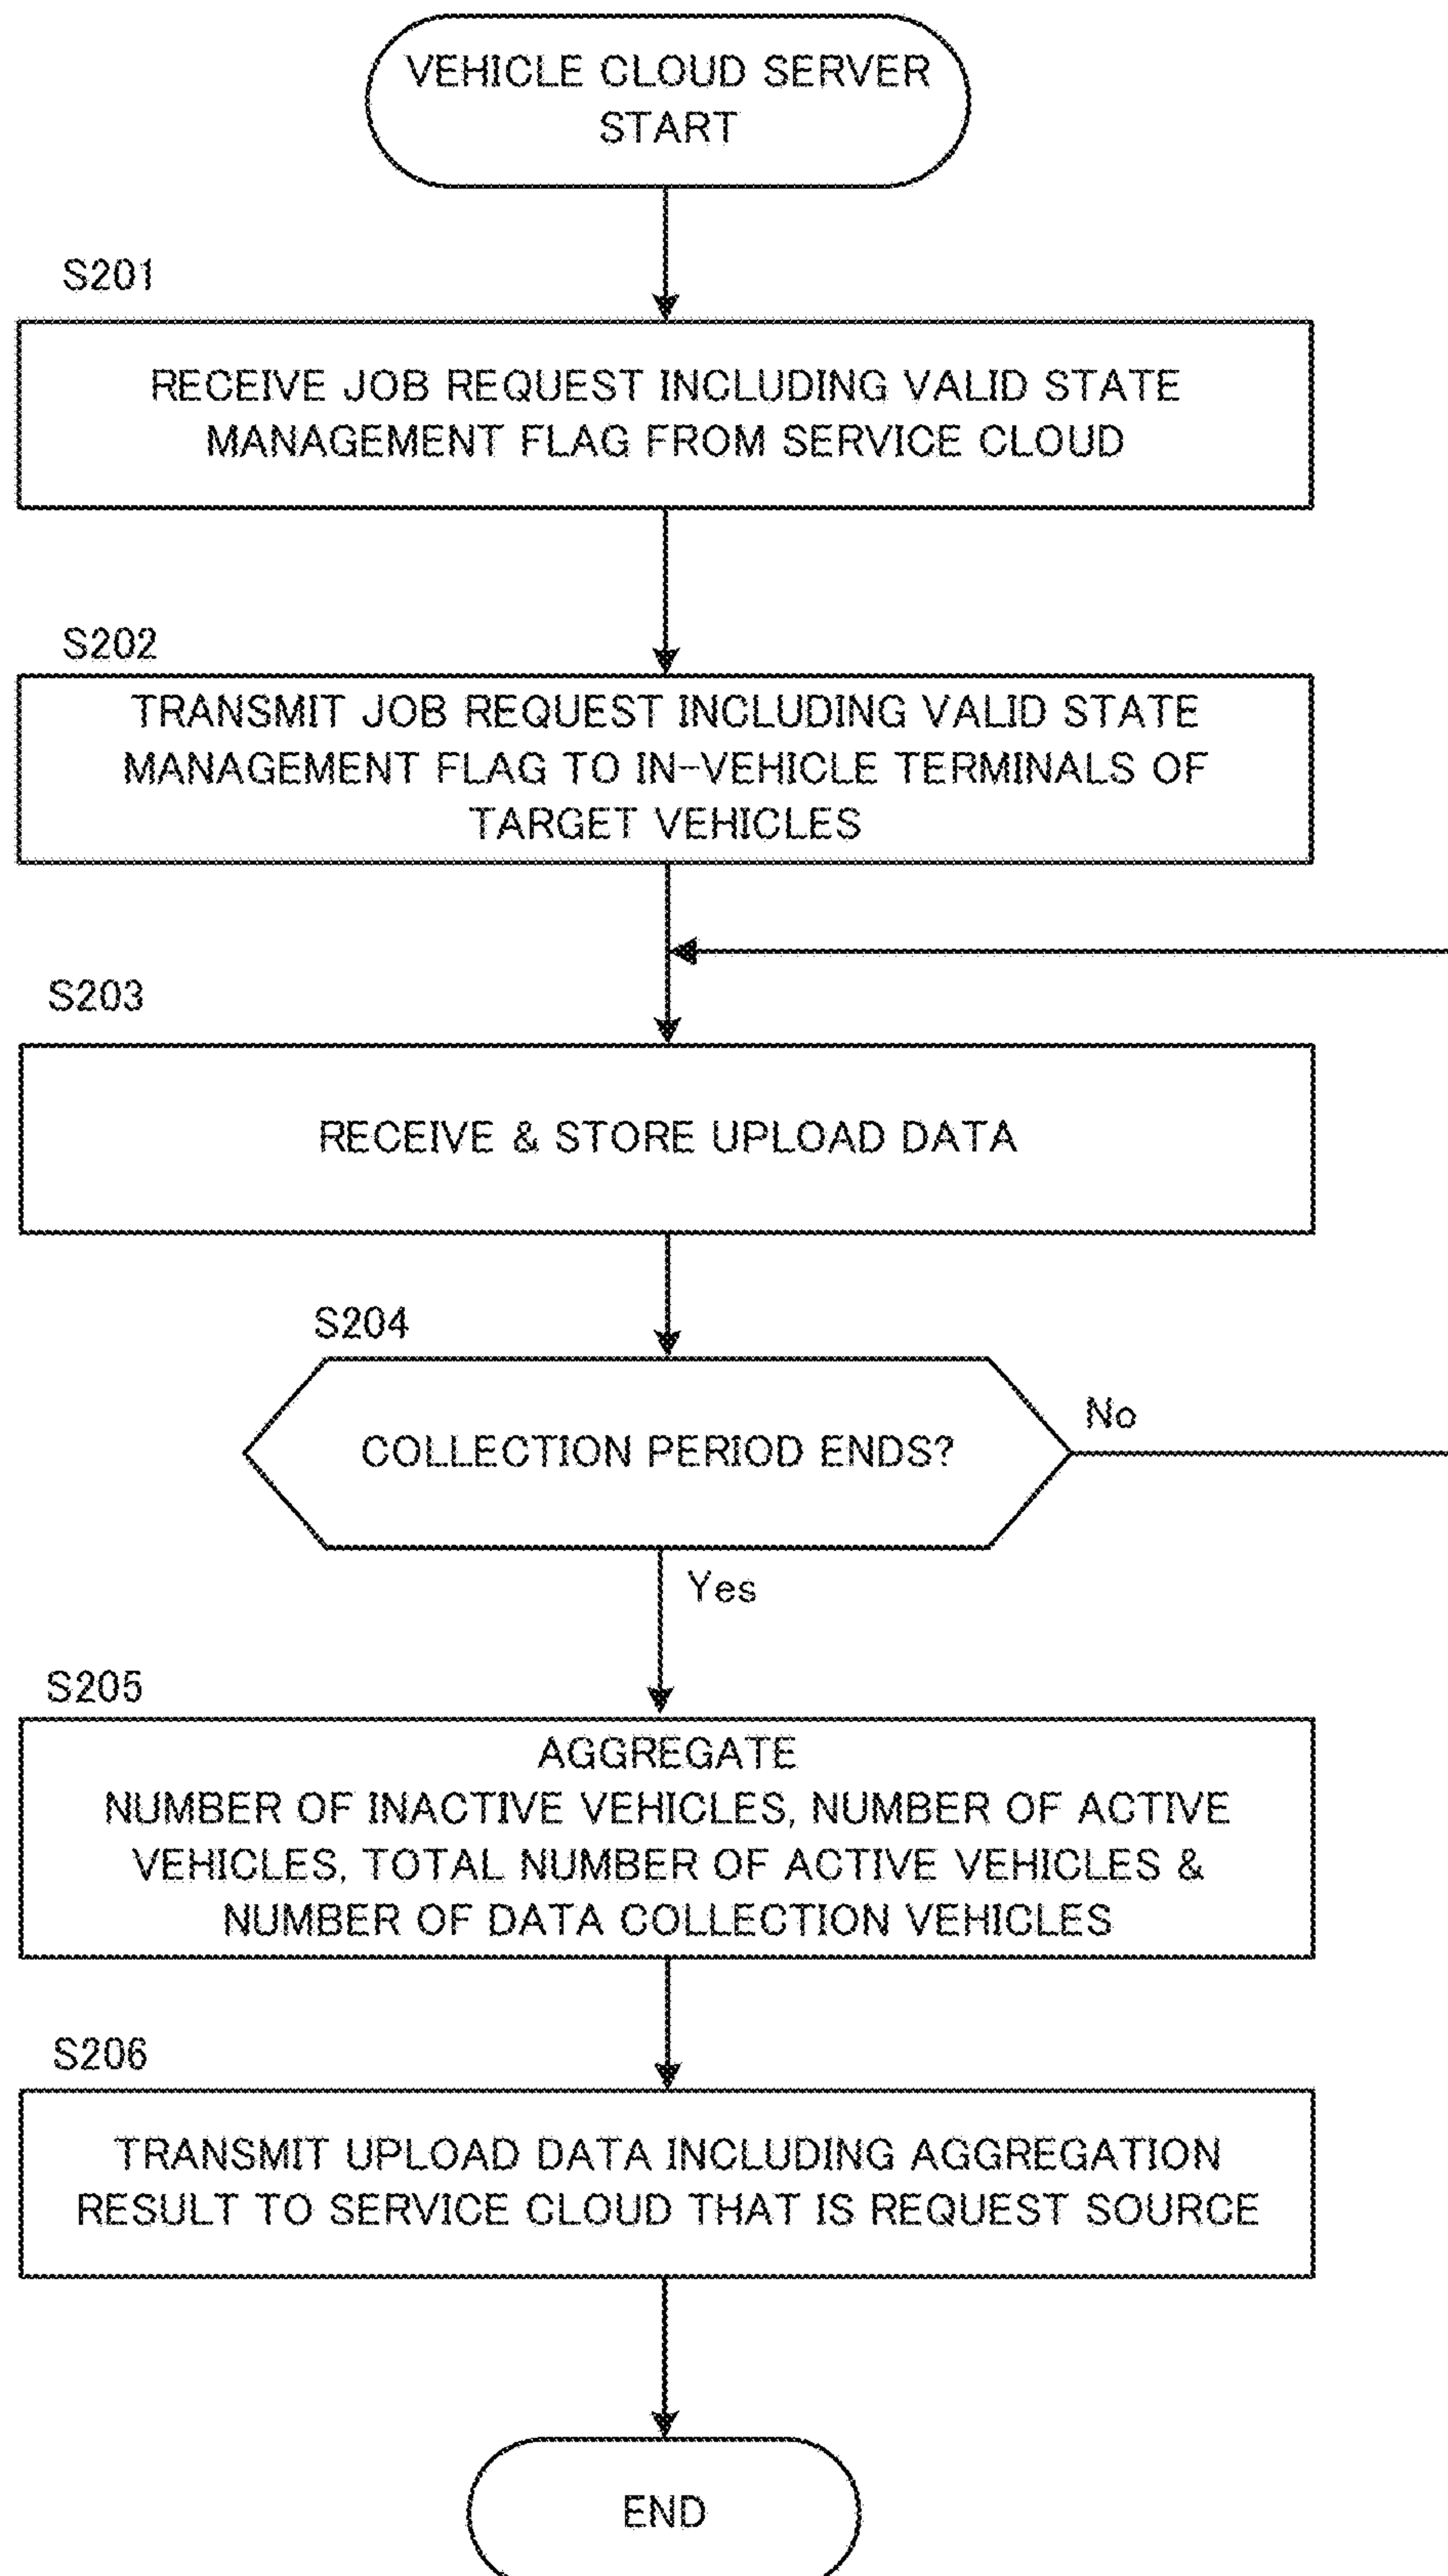 VEHICLE CLOUD SERVER
START
S201
RECEIVE JOB REQUEST INCLUDING VALID STATE
MANAGEMENT FLAG FROM SERVICE CLOUD
S202
TRANSMIT JOB REQUEST INCLUDING VALID STATE
MANAGEMENT FLAG TO IN-VEHICLE TERMINALS OF
TARGET VEHICLES
S203
RECEIVE & STORE UPLOAD DATA
S204
COLLECTION PERIOD ENDS?
No
Yes
S205
AGGREGATE
NUMBER OF INACTIVE VEHICLES, NUMBER OF ACTIVE
VEHICLES, TOTAL NUMBER OF ACTIVE VEHICLES &
NUMBER OF DATA COLLECTION VEHICLES
S206
TRANSMIT UPLOAD DATA INCLUDING AGGREGATION
RESULT TO SERVICE CLOUD THAT IS REQUEST SOURCE
END